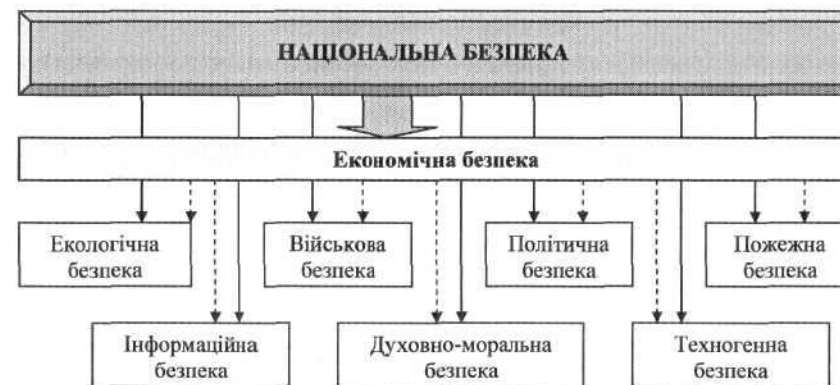 НАЦІОНАЛЬНА БЕЗПЕКА
Економічна безпека
Екологічна
безпека
Військова
безпека
Політична
безпека
Пожежна
безпека
Інформаційна
безпека
Духовно-моральна
безпека
Техногенна
безпека